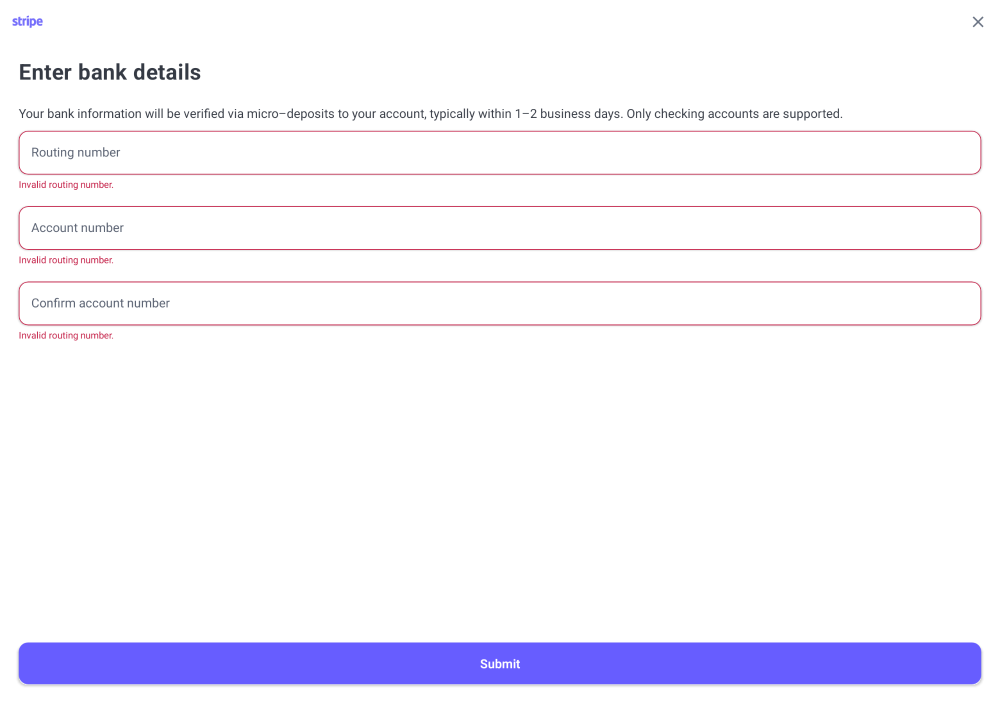 stripe
Enter bank details
Your bank information will be verified via micro–deposits to your account, typically within 1–2 business days. Only checking accounts are supported.
Routing number
Invalid routing number.
Account number
Invalid routing number.
Confirm account number
Invalid routing number.
Submit